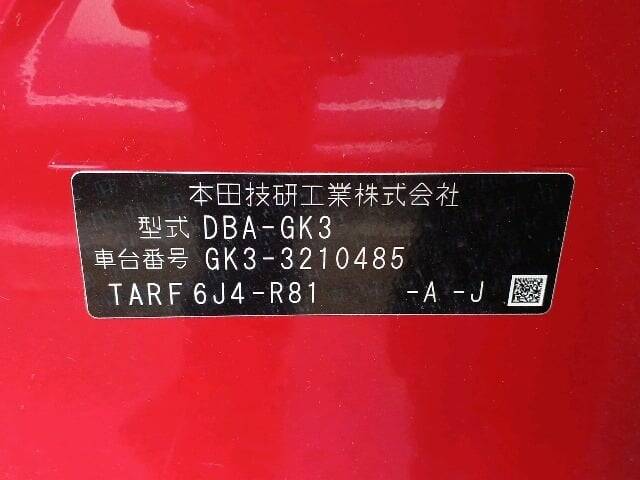 本田技研工業株式会社
型式 DBA-GK3
車台番号 GK3-3210485
TARF6J4-R81 -A -J